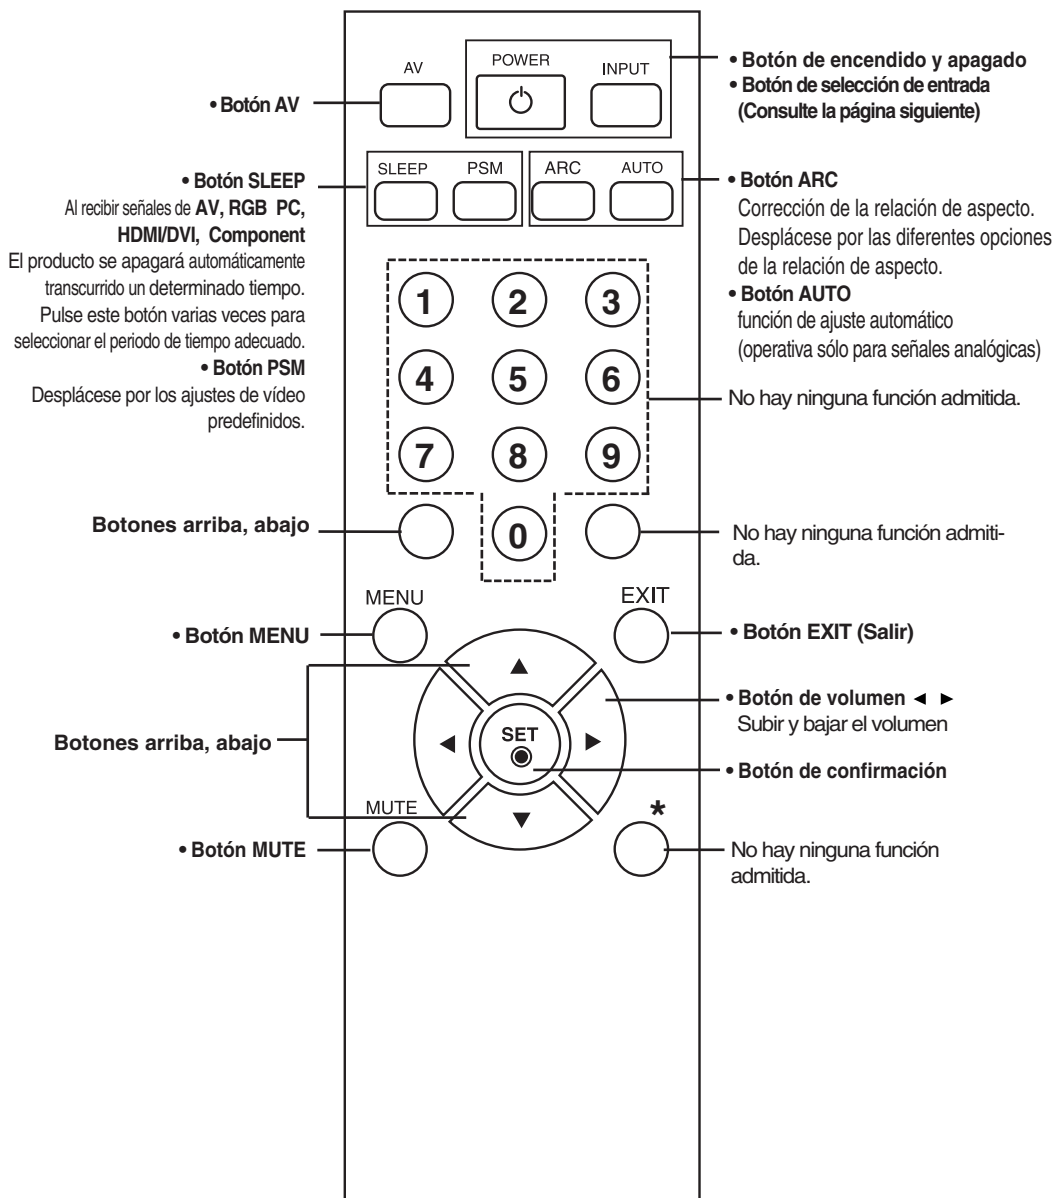 AV
POWER
INPUT
• Botón AV
• Botón de encendido y apagado
• Botón de selección de entrada
(Consulte la página siguiente)
SLEEP
PSM
ARC
AUTO
• Botón SLEEP
Al recibir señales de AV, RGB PC,
HDMI/DVI, Component
El producto se apagará automáticamente
transcurrido un determinado tiempo.
Pulse este botón varias veces para
seleccionar el periodo de tiempo adecuado.
• Botón PSM
Desplácese por los ajustes de vídeo
predefinidos.
• Botón ARC
Corrección de la relación de aspecto.
Desplácese por las diferentes opciones
de la relación de aspecto.
• Botón AUTO
función de ajuste automático
(operativa sólo para señales analógicas)
1 2 3
4 5 6
7 8 9
0
No hay ninguna función admitida.
Botones arriba, abajo
No hay ninguna función admiti-
da.
MENU
EXIT
• Botón MENU
• Botón EXIT (Salir)
• Botón de volumen ◄ ►
Subir y bajar el volumen
▲
◄
SET
►
▼
Botones arriba, abajo
• Botón de confirmación
MUTE
*
• Botón MUTE
No hay ninguna función
admitida.